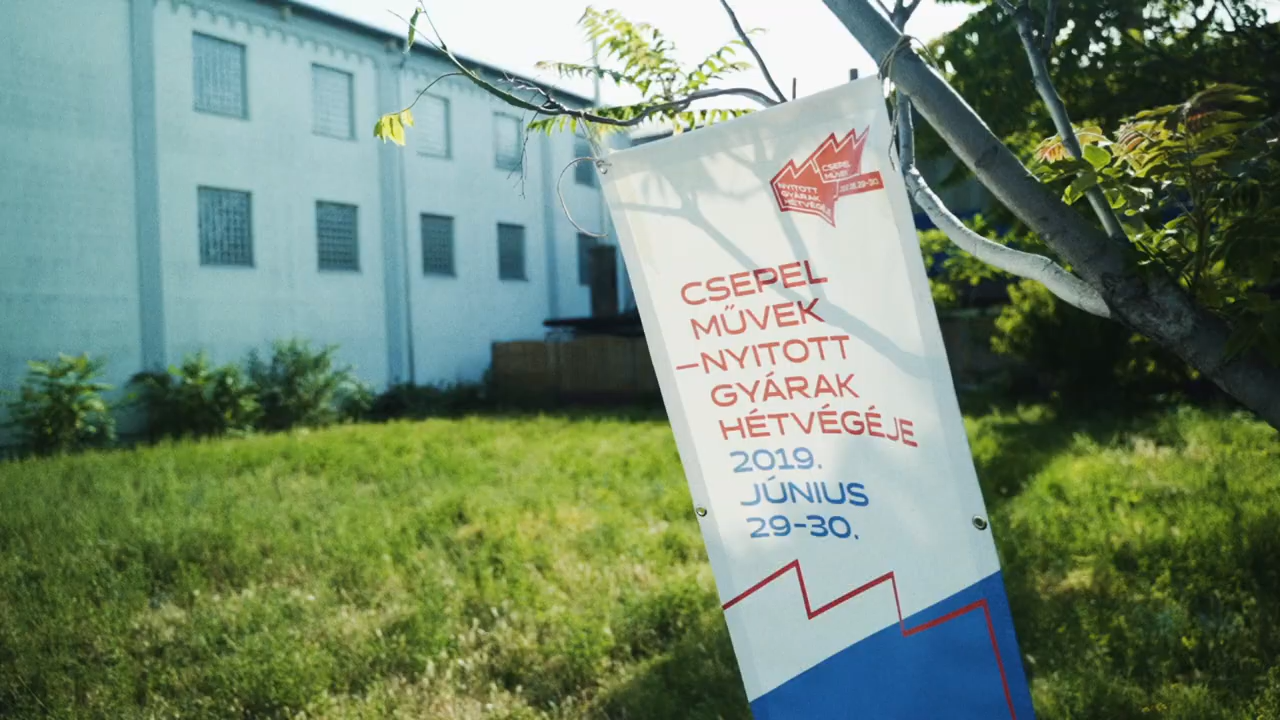 NYITOTT
GYÁRAK
HÉTVÉGÉJE
CSEPEL
MŰVEK
CSEPEL
MŰVEK
–NYITOTT
GYÁRAK
HÉTVÉGÉJE
2019.
JÚNIUS
29-30.